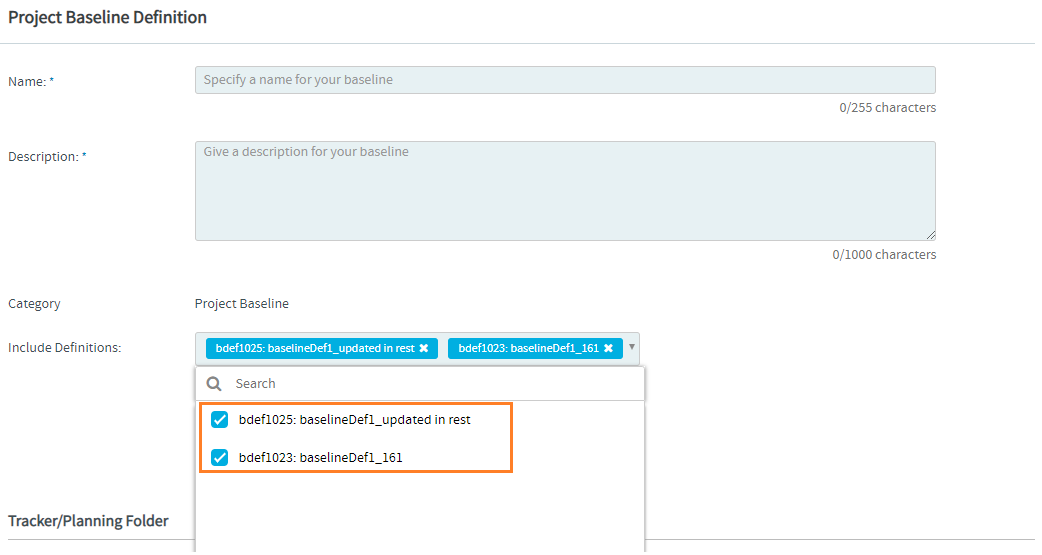 Project Baseline Definition
Name: *
Specify a name for your baseline
0/255 characters
Description: *
Give a description for your baseline
0/1000 characters
Category
Project Baseline
Include Definitions:
bdef1025: baselineDef1_updated in rest ✖ bdef1023: baselineDef1_161 ✖
Search
bdef1025: baselineDef1_updated in rest
bdef1023: baselineDef1_161
Tracker/Planning Folder